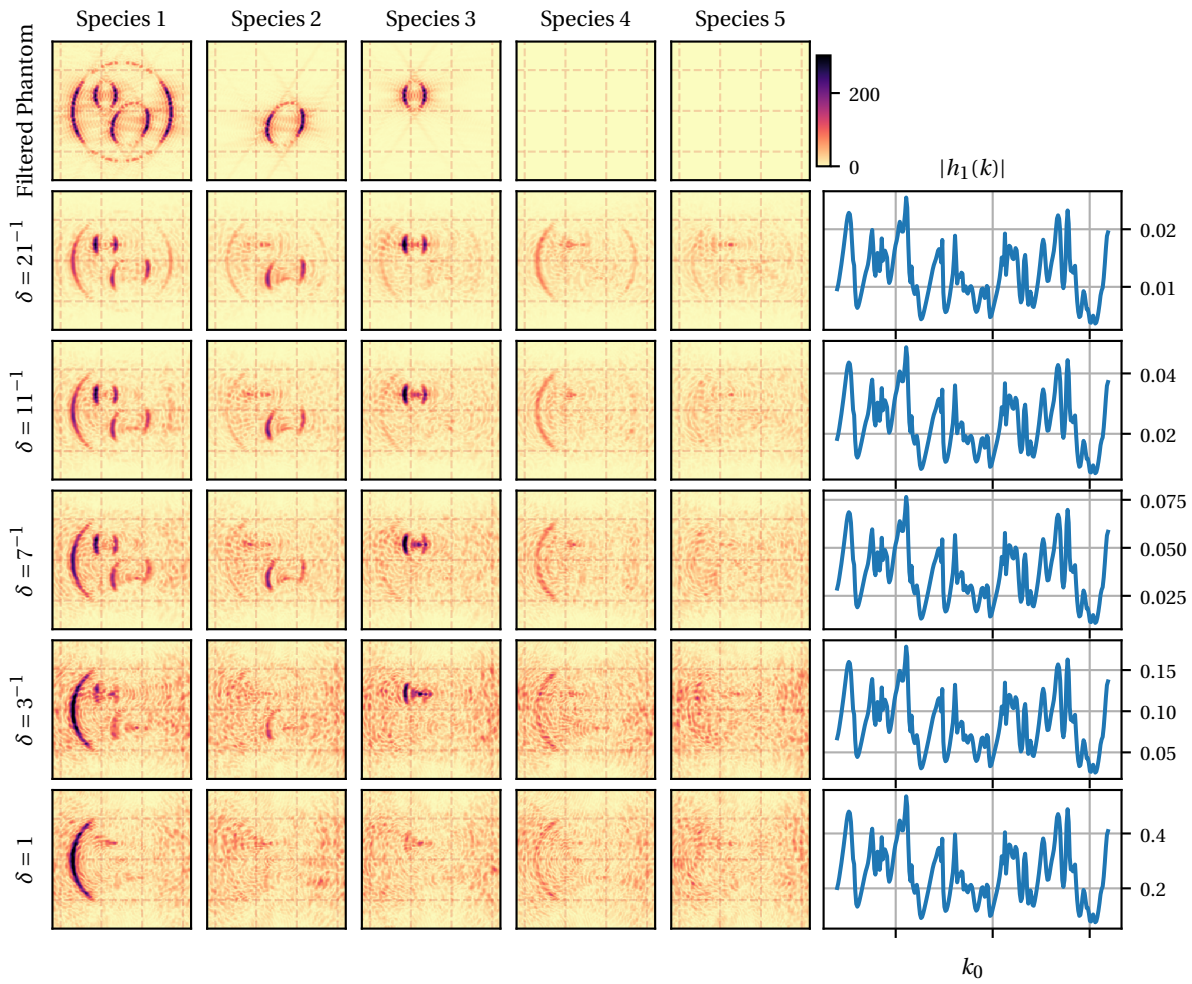 Species 1 Species 2 Species 3 Species 4 Species 5
Filtered Phantom
200
0
|h₁(k)|
δ = 21⁻¹
0.02
0.01
δ = 11⁻¹
0.04
0.02
δ = 7⁻¹
0.075
0.050
0.025
δ = 3⁻¹
0.15
0.10
0.05
δ = 1
0.4
0.2
k₀